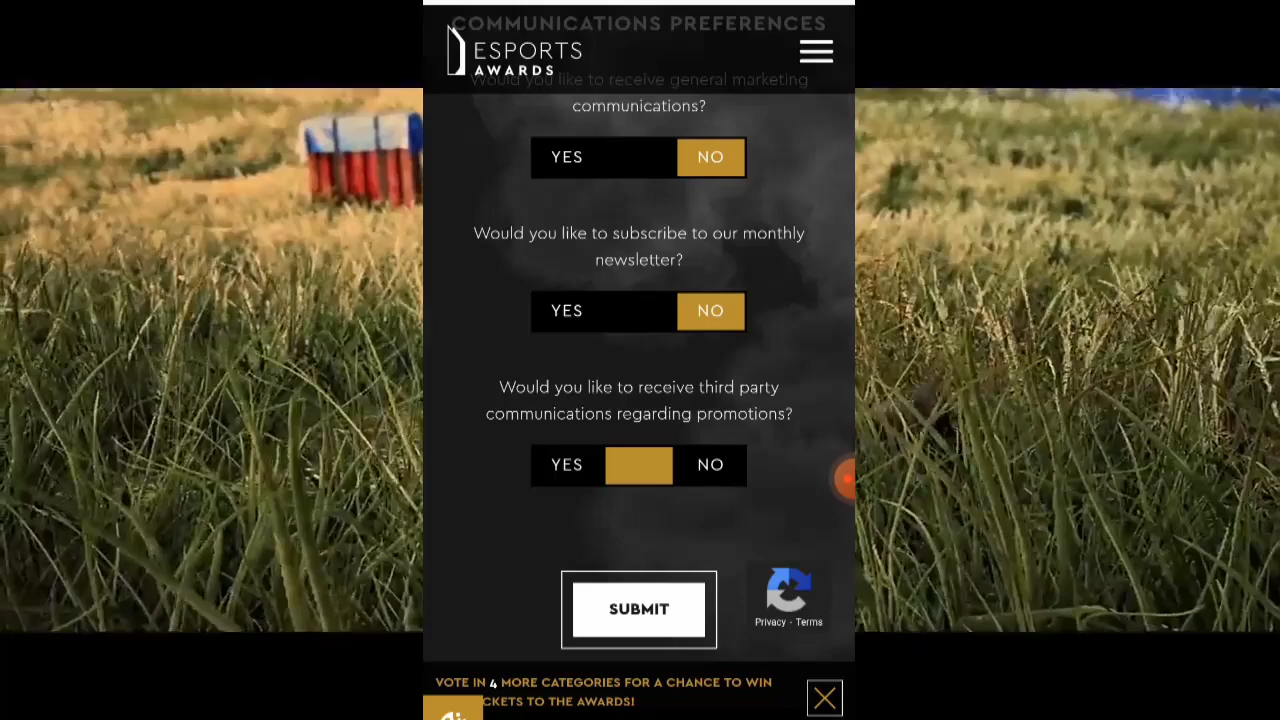 COMMUNICATIONS PREFERENCES
ESPORTS
AWARDS
Would you like to receive general marketing
communications?
YES NO
Would you like to subscribe to our monthly
newsletter?
YES NO
Would you like to receive third party
communications regarding promotions?
YES NO
SUBMIT
Privacy - Terms
VOTE IN 4 MORE CATEGORIES FOR A CHANCE TO WIN
CKETS TO THE AWARDS!